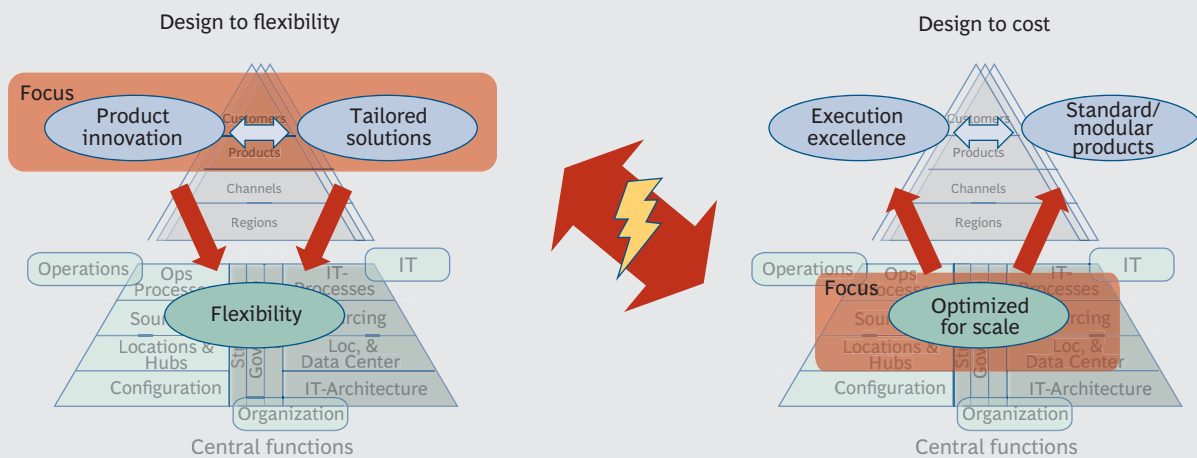 Design to flexibility
Focus
Product
innovation
Tailored
solutions
Customers
Products
Channels
Regions
Operations
IT
Ops
Processes
IT-
Processes
Flexibility
Locations &
Hubs
Loc, &
Data Center
Configuration
IT-Architecture
Organization
Central functions
Design to cost
Execution
excellence
Standard/
modular
products
Products
Channels
Regions
Operations
IT
Ops
IT-
Processes
Focus
Optimized
for scale
Locations &
Hubs
Loc, &
Data Center
Configuration
IT-Architecture
Organization
Central functions